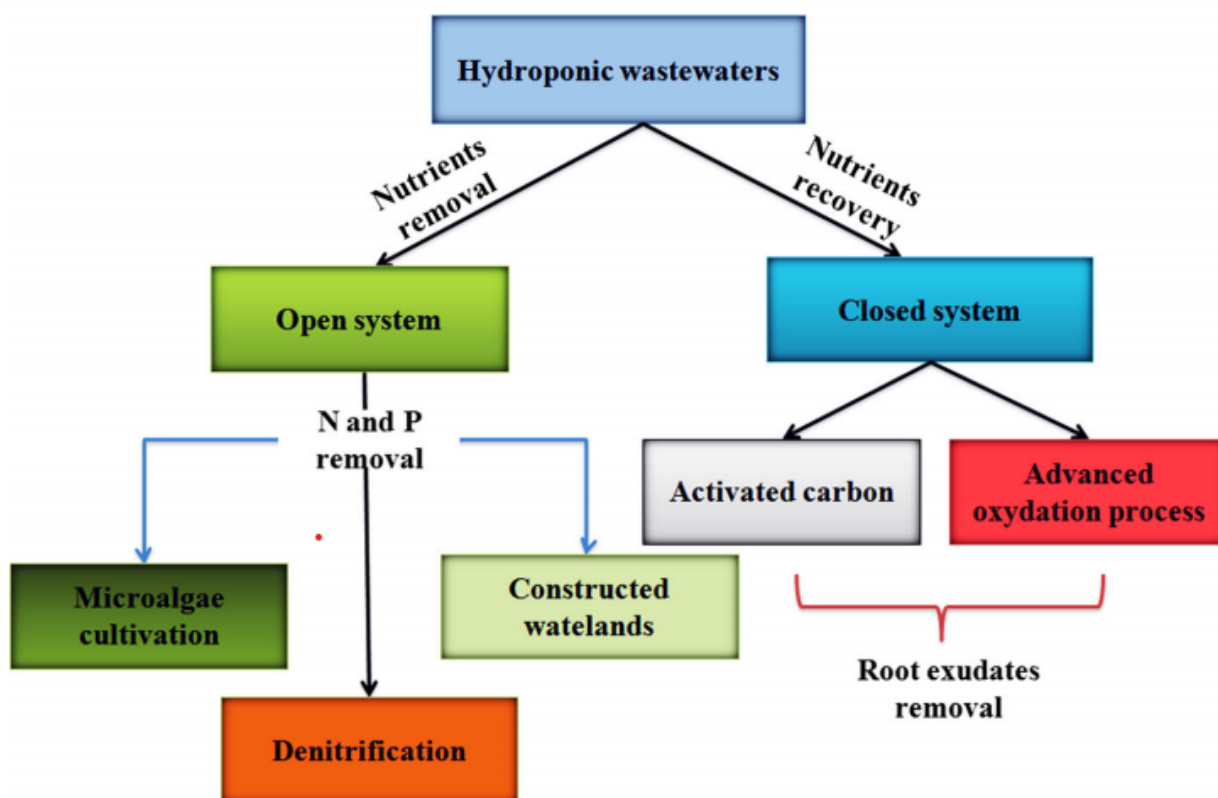 Hydroponic wastewaters
Nutrients
removal
Nutrients
recovery
Open system
Closed system
N and P
removal
Activated carbon
Advanced
oxydation process
Microalgae
cultivation
Constructed
watelands
Root exudates
removal
Denitrification